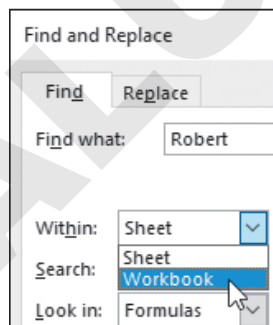 Find and Replace
Find Replace
Find what: Robert
Within: Sheet
Sheet
Search: Workbook
Look in: Formulas